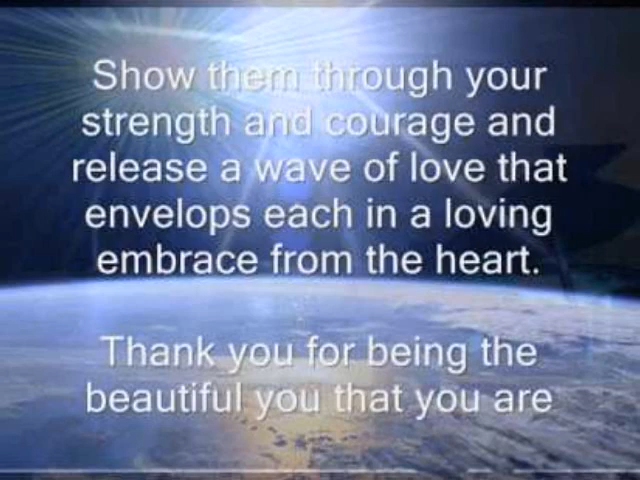 Show them through your
strength and courage and
release a wave of love that
envelops each in a loving
embrace from the heart.
Thank you for being the
beautiful you that you are